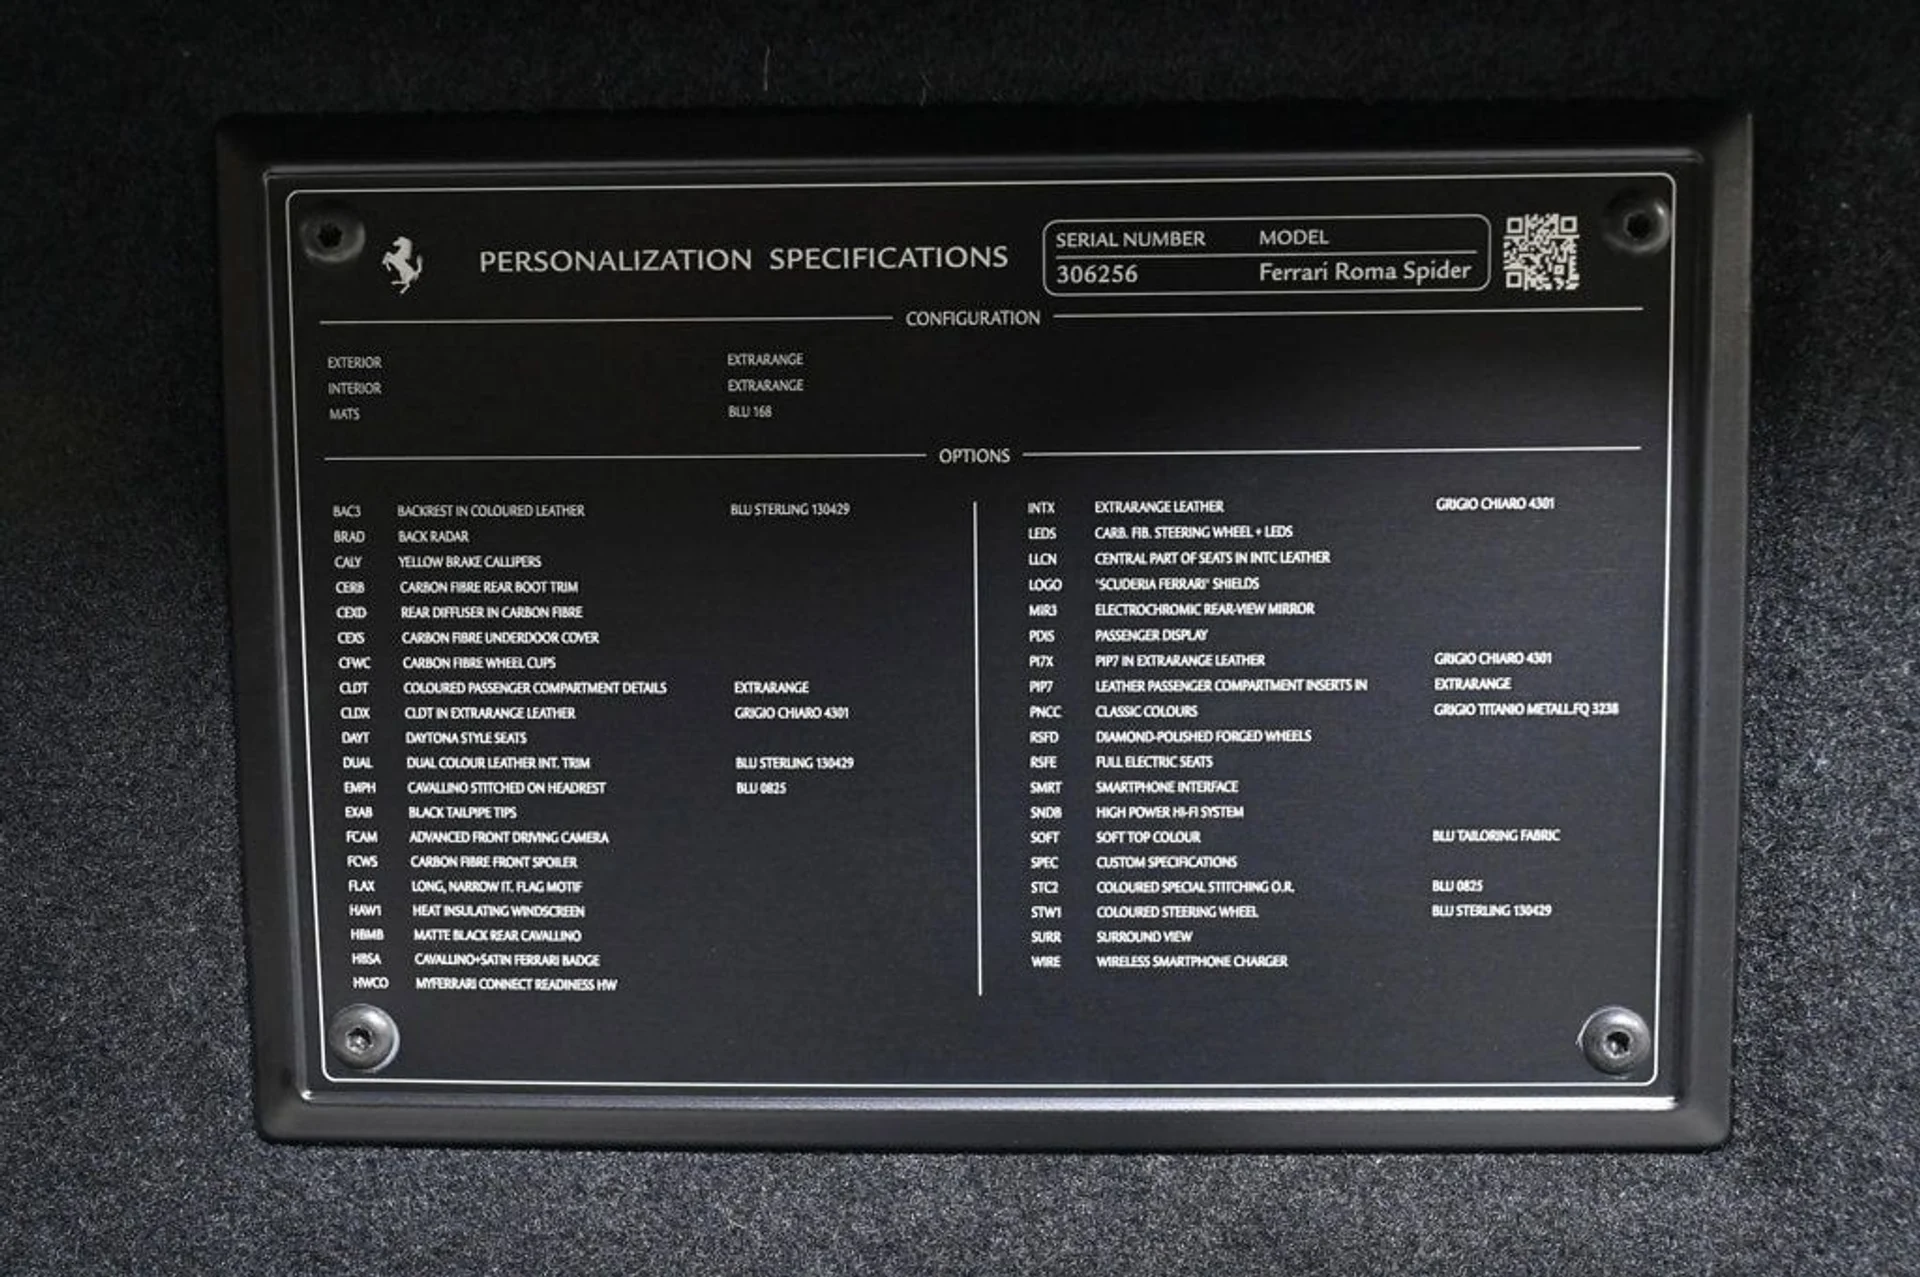 PERSONALIZATION SPECIFICATIONS
SERIAL NUMBER MODEL
306256 Ferrari Roma Spider
CONFIGURATION
EXTERIOR EXTRARANGE
INTERIOR EXTRARANGE
MATS BLU 168
OPTIONS
BAC3 BACKREST IN COLOURED LEATHER BLU STERLING 130429
BRAD BACK RADAR
CALY YELLOW BRAKE CALLIPERS
CERB CARBON FIBRE REAR BOOT TRIM
CEXD REAR DIFFUSER IN CARBON FIBRE
CEXS CARBON FIBRE UNDERDOOR COVER
CFWC CARBON FIBRE WHEEL CUPS
CLDT COLOURED PASSENGER COMPARTMENT DETAILS EXTRARANGE
CLDX CLDT IN EXTRARANGE LEATHER GRIGIO CHIARO 4301
DAYT DAYTONA STYLE SEATS
DUAL DUAL COLOUR LEATHER INT. TRIM BLU STERLING 130429
EMPH CAVALLINO STITCHED ON HEADREST BLU 0825
EXAB BLACK TAILPIPE TIPS
FCAM ADVANCED FRONT DRIVING CAMERA
FCWS CARBON FIBRE FRONT SPOILER
FLAX LONG, NARROW IT. FLAG MOTIF
HAW1 HEAT INSULATING WINDSCREEN
HBMB MATTE BLACK REAR CAVALLINO
HBSA CAVALLINO+SATIN FERRARI BADGE
HWCO MYFERRARI CONNECT READINESS HW
INTX EXTRARANGE LEATHER GRIGIO CHIARO 4301
LEDS CARB. FIB. STEERING WHEEL + LEDS
LLCN CENTRAL PART OF SEATS IN INTC LEATHER
LOGO "SCUDERIA FERRARI" SHIELDS
MIR3 ELECTROCHROMIC REAR-VIEW MIRROR
PDIS PASSENGER DISPLAY
PI7X PIP7 IN EXTRARANGE LEATHER GRIGIO CHIARO 4301
PIP7 LEATHER PASSENGER COMPARTMENT INSERTS IN EXTRARANGE
PNCC CLASSIC COLOURS GRIGIO TITANIO METALL.FQ 3238
RSFD DIAMOND-POLISHED FORGED WHEELS
RSFE FULL ELECTRIC SEATS
SMRT SMARTPHONE INTERFACE
SNDB HIGH POWER HI-FI SYSTEM
SOFT SOFT TOP COLOUR BLU TAILORING FABRIC
SPEC CUSTOM SPECIFICATIONS
STC2 COLOURED SPECIAL STITCHING O.R. BLU 0825
STW1 COLOURED STEERING WHEEL BLU STERLING 130429
SURR SURROUND VIEW
WIRE WIRELESS SMARTPHONE CHARGER